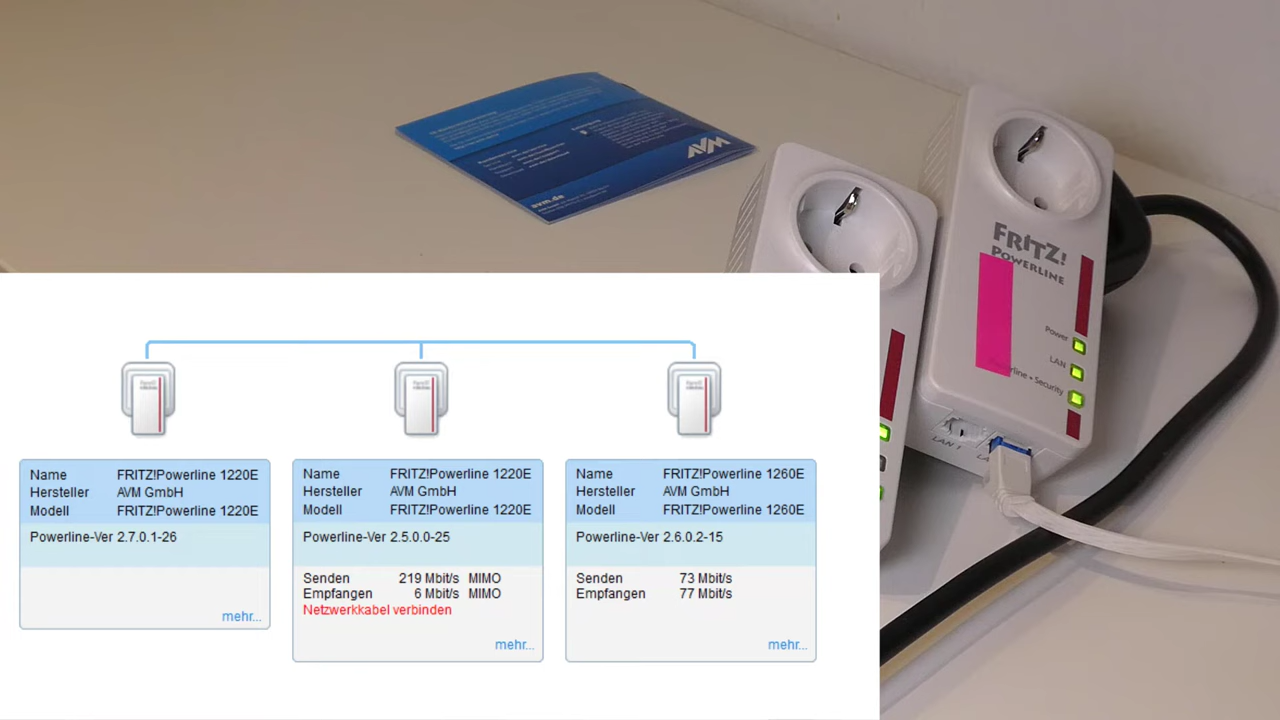 AVM
avm.de
FRITZ!
POWERLINE
Power
LAN
Security
LAN 1
Name FRITZ!Powerline 1220E
Hersteller AVM GmbH
Modell FRITZ!Powerline 1220E
Powerline-Ver 2.7.0.1-26
mehr...
Name FRITZ!Powerline 1220E
Hersteller AVM GmbH
Modell FRITZ!Powerline 1220E
Powerline-Ver 2.5.0.0-25
Senden 219 Mbit/s MIMO
Empfangen 6 Mbit/s MIMO
Netzwerkkabel verbinden
mehr...
Name FRITZ!Powerline 1260E
Hersteller AVM GmbH
Modell FRITZ!Powerline 1260E
Powerline-Ver 2.6.0.2-15
Senden 73 Mbit/s
Empfangen 77 Mbit/s
mehr...